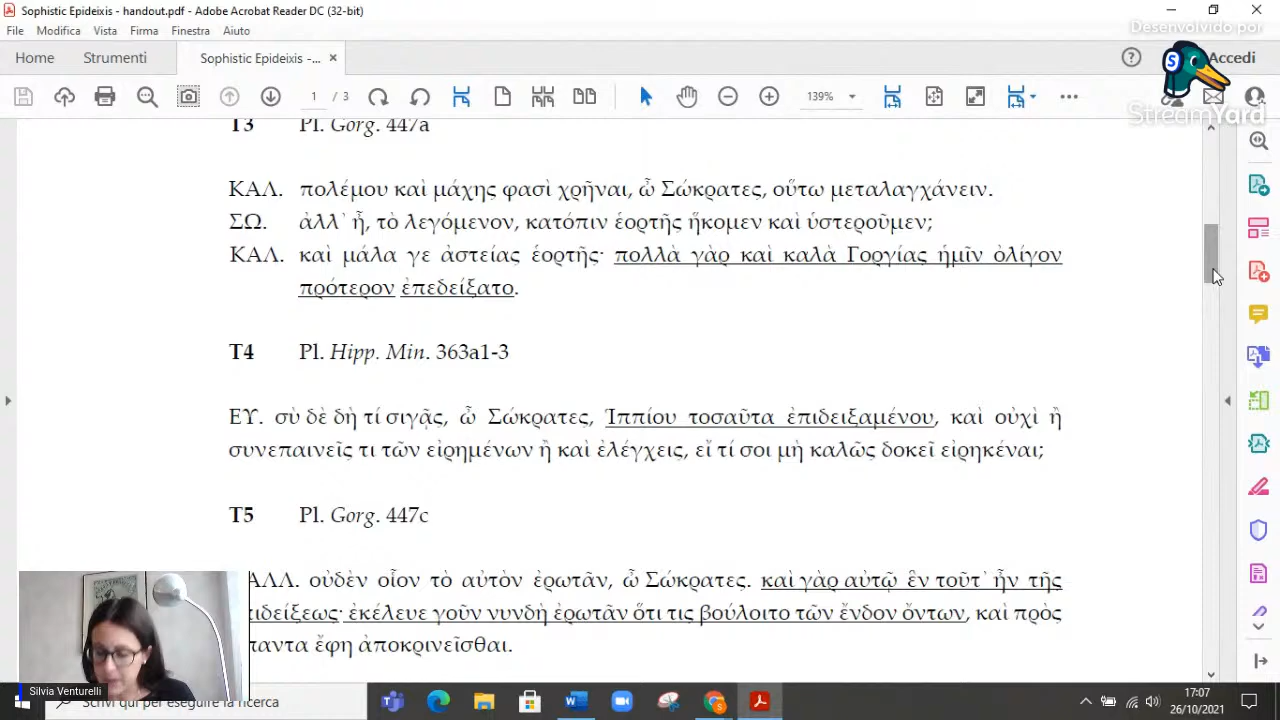 Sophistic Epideixis - handout.pdf - Adobe Acrobat Reader DC (32-bit)
Desenvolvido por
File Modifica Vista Firma Finestra Aiuto
Home Strumenti Sophistic Epideixis -... × Accedi
StreamYard
1 / 3 139%
T3 Pl. Gorg. 447a
ΚΑΛ. πολέμου καὶ μάχης φασὶ χρῆναι, ὦ Σώκρατες, οὕτω μεταλαγχάνειν.
ΣΩ. ἀλλ᾽ ἦ, τὸ λεγόμενον, κατόπιν ἑορτῆς ἥκομεν καὶ ὑστεροῦμεν;
ΚΑΛ. καὶ μάλα γε ἀστείας ἑορτῆς· πολλὰ γὰρ καὶ καλὰ Γοργίας ἡμῖν ὀλίγον
πρότερον ἐπεδείξατο.
T4 Pl. Hipp. Min. 363a1-3
ΕΥ. σὺ δὲ δὴ τί σιγᾷς, ὦ Σώκρατες, Ἱππίου τοσαῦτα ἐπιδειξαμένου, καὶ οὐχὶ ἢ
συνεπαινεῖς τι τῶν εἰρημένων ἢ καὶ ἐλέγχεις, εἴ τί σοι μὴ καλῶς δοκεῖ εἰρηκέναι;
T5 Pl. Gorg. 447c
ΑΛΛ. οὐδὲν οἷον τὸ αὐτὸν ἐρωτᾶν, ὦ Σώκρατες. καὶ γὰρ αὐτῷ ἓν τοῦτ᾽ ἦν τῆς
ιδείξεως· ἐκέλευε γοῦν νυνδὴ ἐρωτᾶν ὅτι τις βούλοιτο τῶν ἔνδον ὄντων, καὶ πρὸς
παντα ἔφη ἀποκρινεῖσθαι.
Silvia Venturelli
Scrivi qui per eseguire la ricerca
17:07
26/10/2021